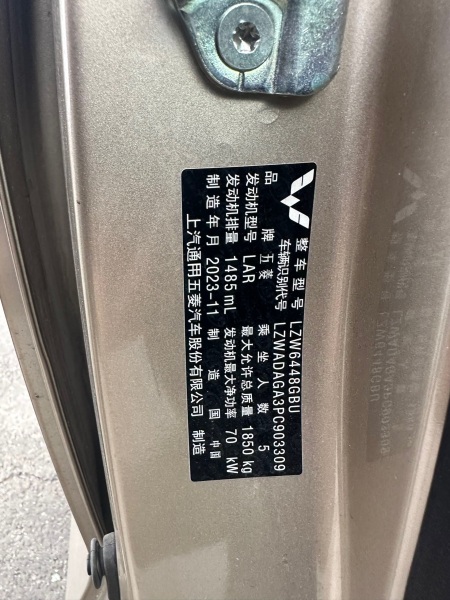 整车型号 LZW6448GBU
车辆识别代号 LZWADAGA3PC903309
品牌 五菱 乘坐人数 5
发动机型号 LAR 最大允许总质量 1850 kg
发动机排量 1485 mL 发动机最大净功率 70 kW
制造年月 2023-11 制造国 中国
上汽通用五菱汽车股份有限公司 制造